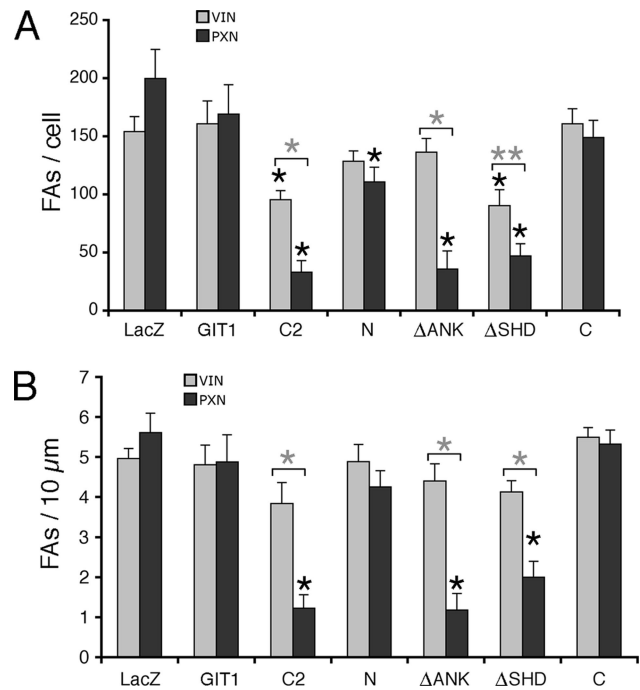 A
VIN
PXN
FAs / cell
250
200
150
100
50
0
*
**
*
*
*
*
*
*
*
LacZ GIT1 C2 N ΔANK ΔSHD C
B
VIN
PXN
FAs / 10 µm
7
6
5
4
3
2
1
0
*
*
*
*
*
*
LacZ GIT1 C2 N ΔANK ΔSHD C